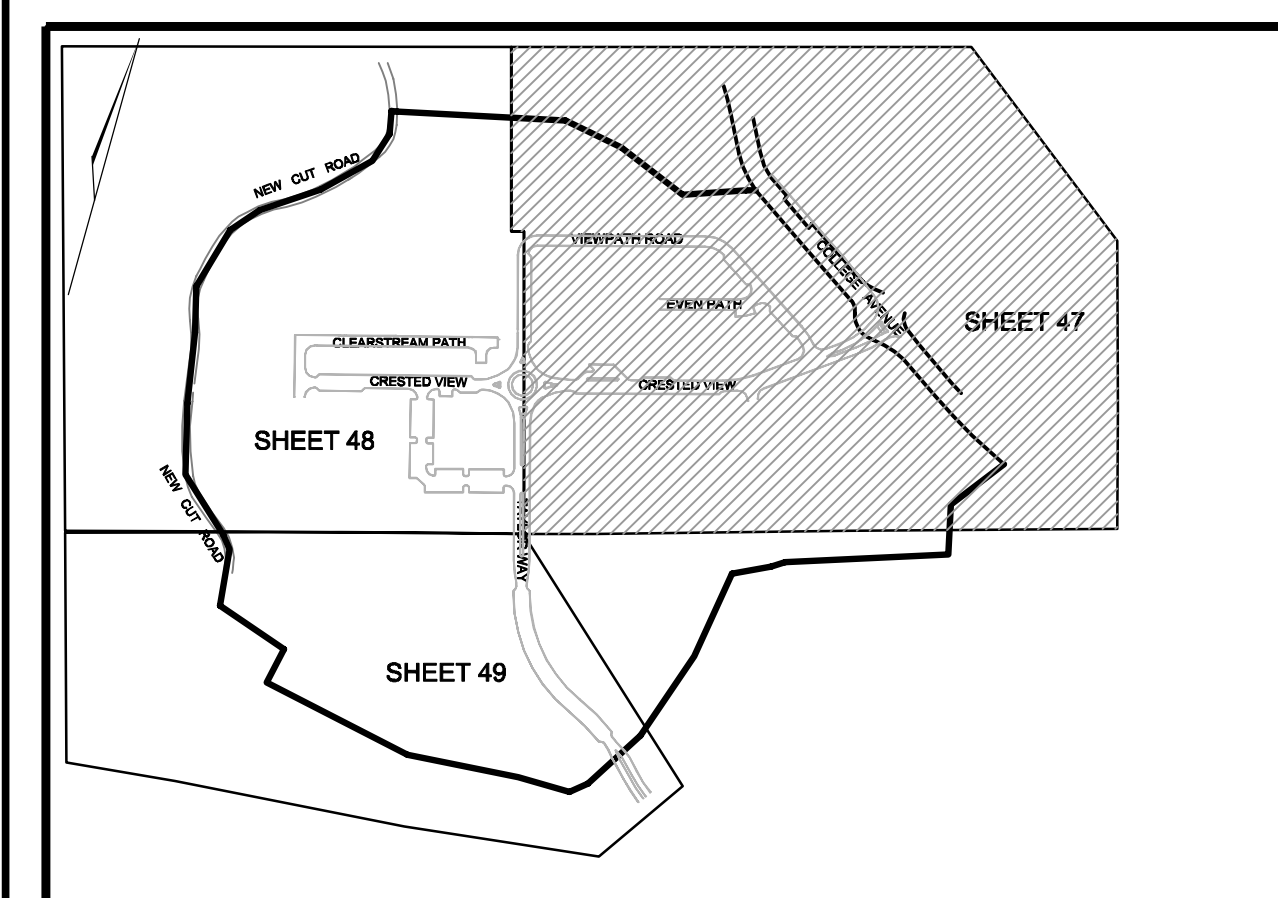 NEW CUT ROAD
VIEWPATH ROAD
COLLEGE AVENUE
EVEN PATH
SHEET 47
CLEARSTREAM PATH
CRESTED VIEW
CRESTED VIEW
SHEET 48
NEW CUT ROAD
WAY
SHEET 49